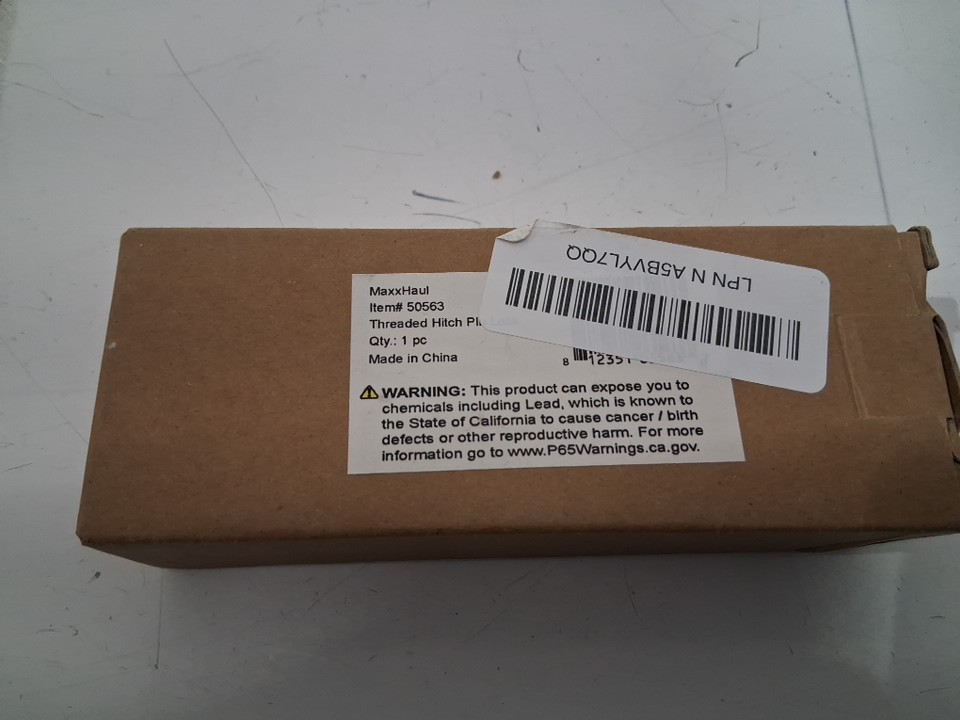 MaxxHaul
Item# 50563
Threaded Hitch
Qty.: 1 pc
Made in China
8 12351
WARNING: This product can expose you to
chemicals including Lead, which is known to
the State of California to cause cancer / birth
defects or other reproductive harm. For more
information go to www.P65Warnings.ca.gov.
LPN N A5BVYL7QQ